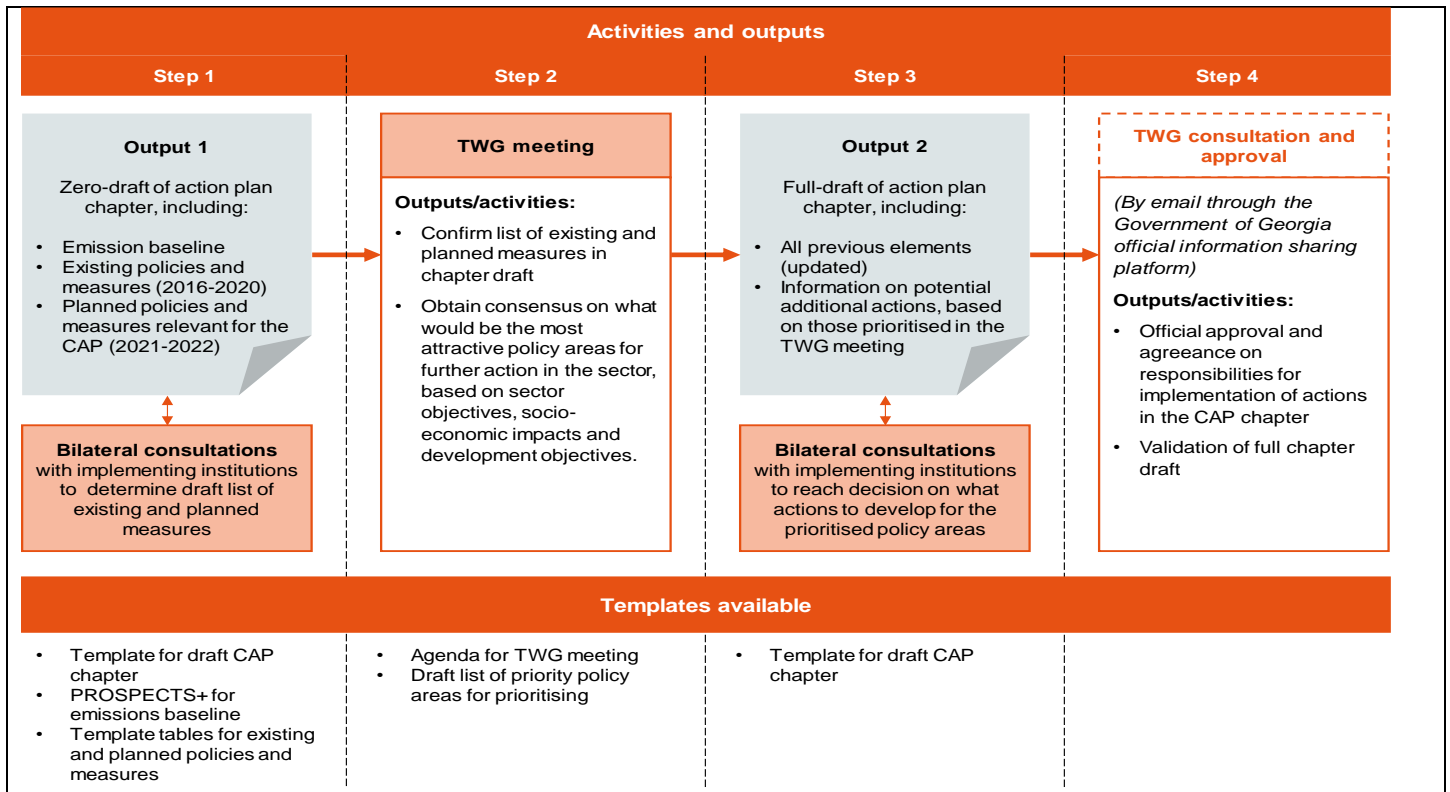 Activities and outputs
Step 1
Step 2
Step 3
Step 4
Output 1
Zero-draft of action plan
chapter, including:
• Emission baseline
• Existing policies and
measures (2016-2020)
• Planned policies and
measures relevant for the
CAP (2021-2022)
Bilateral consultations
with implementing institutions
to determine draft list of
existing and planned
measures
TWG meeting
Outputs/activities:
• Confirm list of existing and
planned measures in
chapter draft
• Obtain consensus on what
would be the most
attractive policy areas for
further action in the sector,
based on sector
objectives, socio-
economic impacts and
development objectives.
Output 2
Full-draft of action plan
chapter, including:
• All previous elements
(updated)
• Information on potential
additional actions, based
on those prioritised in the
TWG meeting
Bilateral consultations
with implementing institutions
to reach decision on what
actions to develop for the
prioritised policy areas
TWG consultation and
approval
(By email through the
Government of Georgia
official information sharing
platform)
Outputs/activities:
• Official approval and
agreeance on
responsibilities for
implementation of actions
in the CAP chapter
• Validation of full chapter
draft
Templates available
• Template for draft CAP
chapter
• PROSPECTS+ for
emissions baseline
• Template tables for existing
and planned policies and
measures
• Agenda for TWG meeting
• Draft list of priority policy
areas for prioritising
• Template for draft CAP
chapter